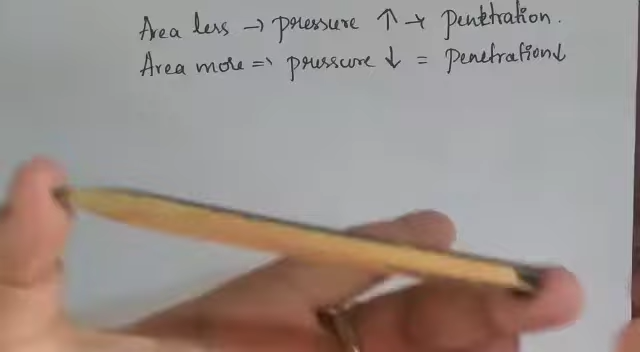 Area less → pressure ↑ → penetration.
Area more => pressure ↓ = penetration↓